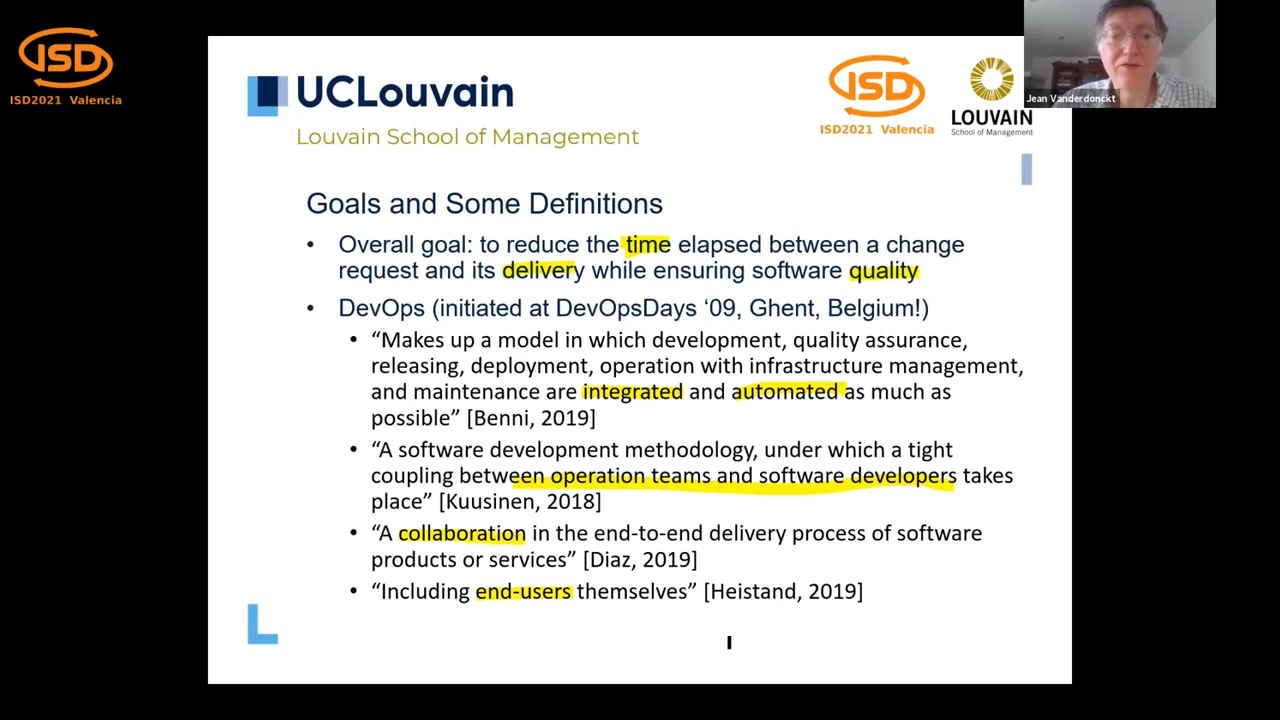 ISD
ISD2021 Valencia
UCLouvain
Louvain School of Management
ISD
ISD2021 Valencia
LOUVAIN
School of Management
Jean Vanderdonckt
Goals and Some Definitions
• Overall goal: to reduce the time elapsed between a change
request and its delivery while ensuring software quality
• DevOps (initiated at DevOpsDays ‘09, Ghent, Belgium!)
• “Makes up a model in which development, quality assurance,
releasing, deployment, operation with infrastructure management,
and maintenance are integrated and automated as much as
possible” [Benni, 2019]
• “A software development methodology, under which a tight
coupling between operation teams and software developers takes
place” [Kuusinen, 2018]
• “A collaboration in the end-to-end delivery process of software
products or services” [Diaz, 2019]
• “Including end-users themselves” [Heistand, 2019]